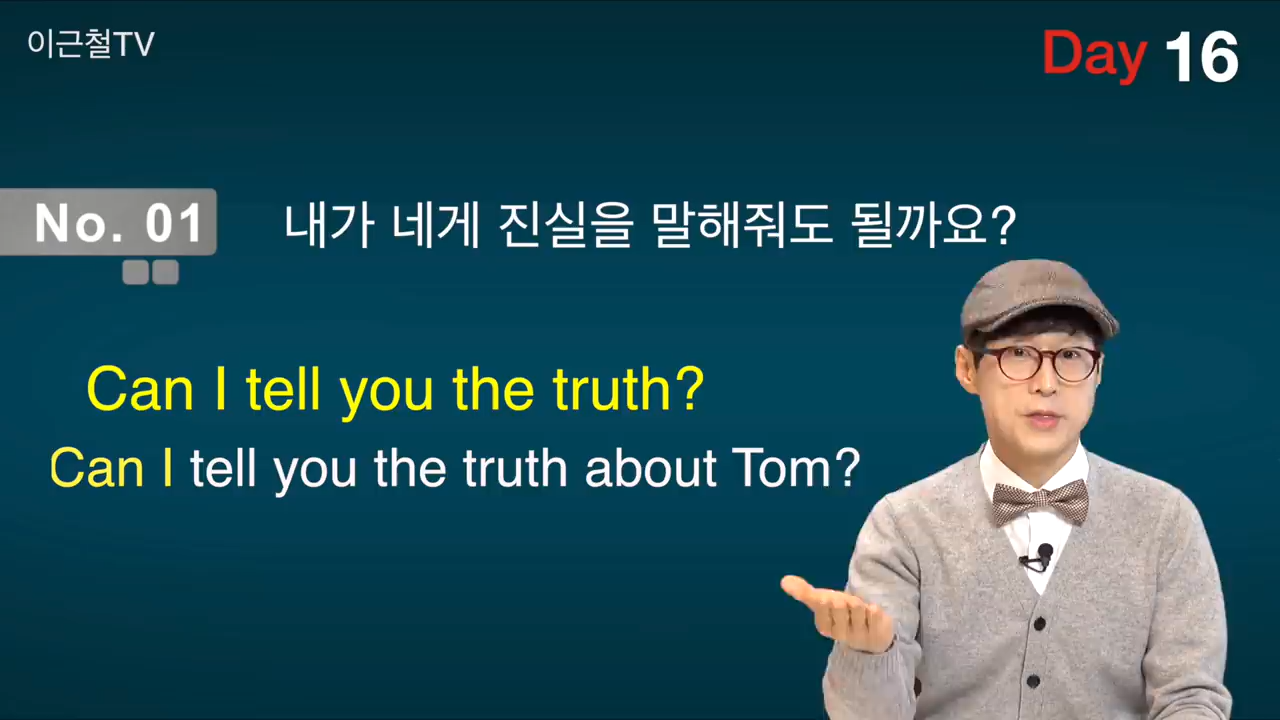 이근철TV
Day 16
No. 01
내가 네게 진실을 말해줘도 될까요?
Can I tell you the truth?
Can I tell you the truth about Tom?